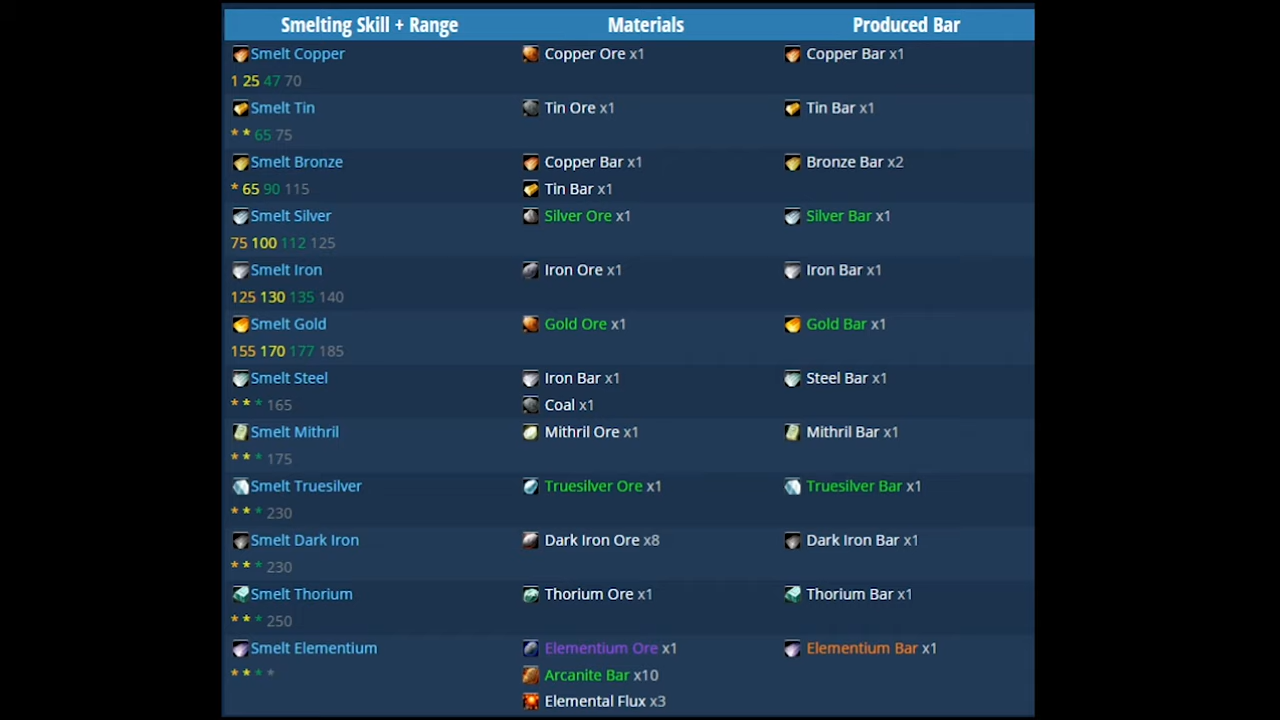 Smelting Skill + Range Materials Produced Bar
Smelt Copper Copper Ore x1 Copper Bar x1
1 25 47 70
Smelt Tin Tin Ore x1 Tin Bar x1
* * 65 75
Smelt Bronze Copper Bar x1 Bronze Bar x2
* 65 90 115 Tin Bar x1
Smelt Silver Silver Ore x1 Silver Bar x1
75 100 112 125
Smelt Iron Iron Ore x1 Iron Bar x1
125 130 135 140
Smelt Gold Gold Ore x1 Gold Bar x1
155 170 177 185
Smelt Steel Iron Bar x1 Steel Bar x1
* * * 165 Coal x1
Smelt Mithril Mithril Ore x1 Mithril Bar x1
* * * 175
Smelt Truesilver Truesilver Ore x1 Truesilver Bar x1
* * * 230
Smelt Dark Iron Dark Iron Ore x8 Dark Iron Bar x1
* * * 230
Smelt Thorium Thorium Ore x1 Thorium Bar x1
* * * 250
Smelt Elementium Elementium Ore x1 Elementium Bar x1
* * * * Arcanite Bar x10
Elemental Flux x3